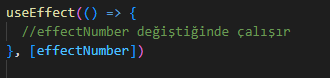 useEffect(() => {
//effectNumber değiştiğinde çalışır
}, [effectNumber])